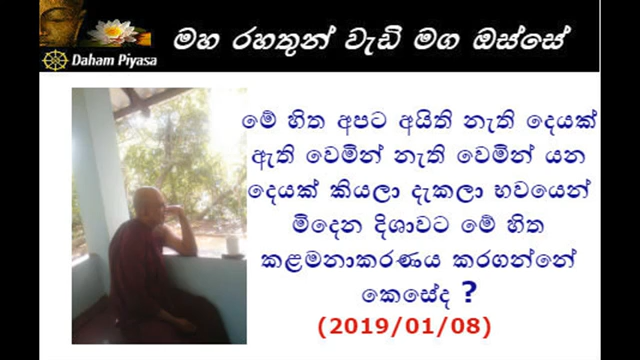 මහ රහතුන් වැඩි මග ඔස්සේ
Daham Piyasa
මේ හිත අපට අයිති නැති දෙයක්
ඇති වෙමින් නැති වෙමින් යන
දෙයක් කියලා දැකලා භවයෙන්
මිදෙන දිශාවට මේ හිත
කළමනාකරණය කරගන්නේ
කෙසේද ?
(2019/01/08)